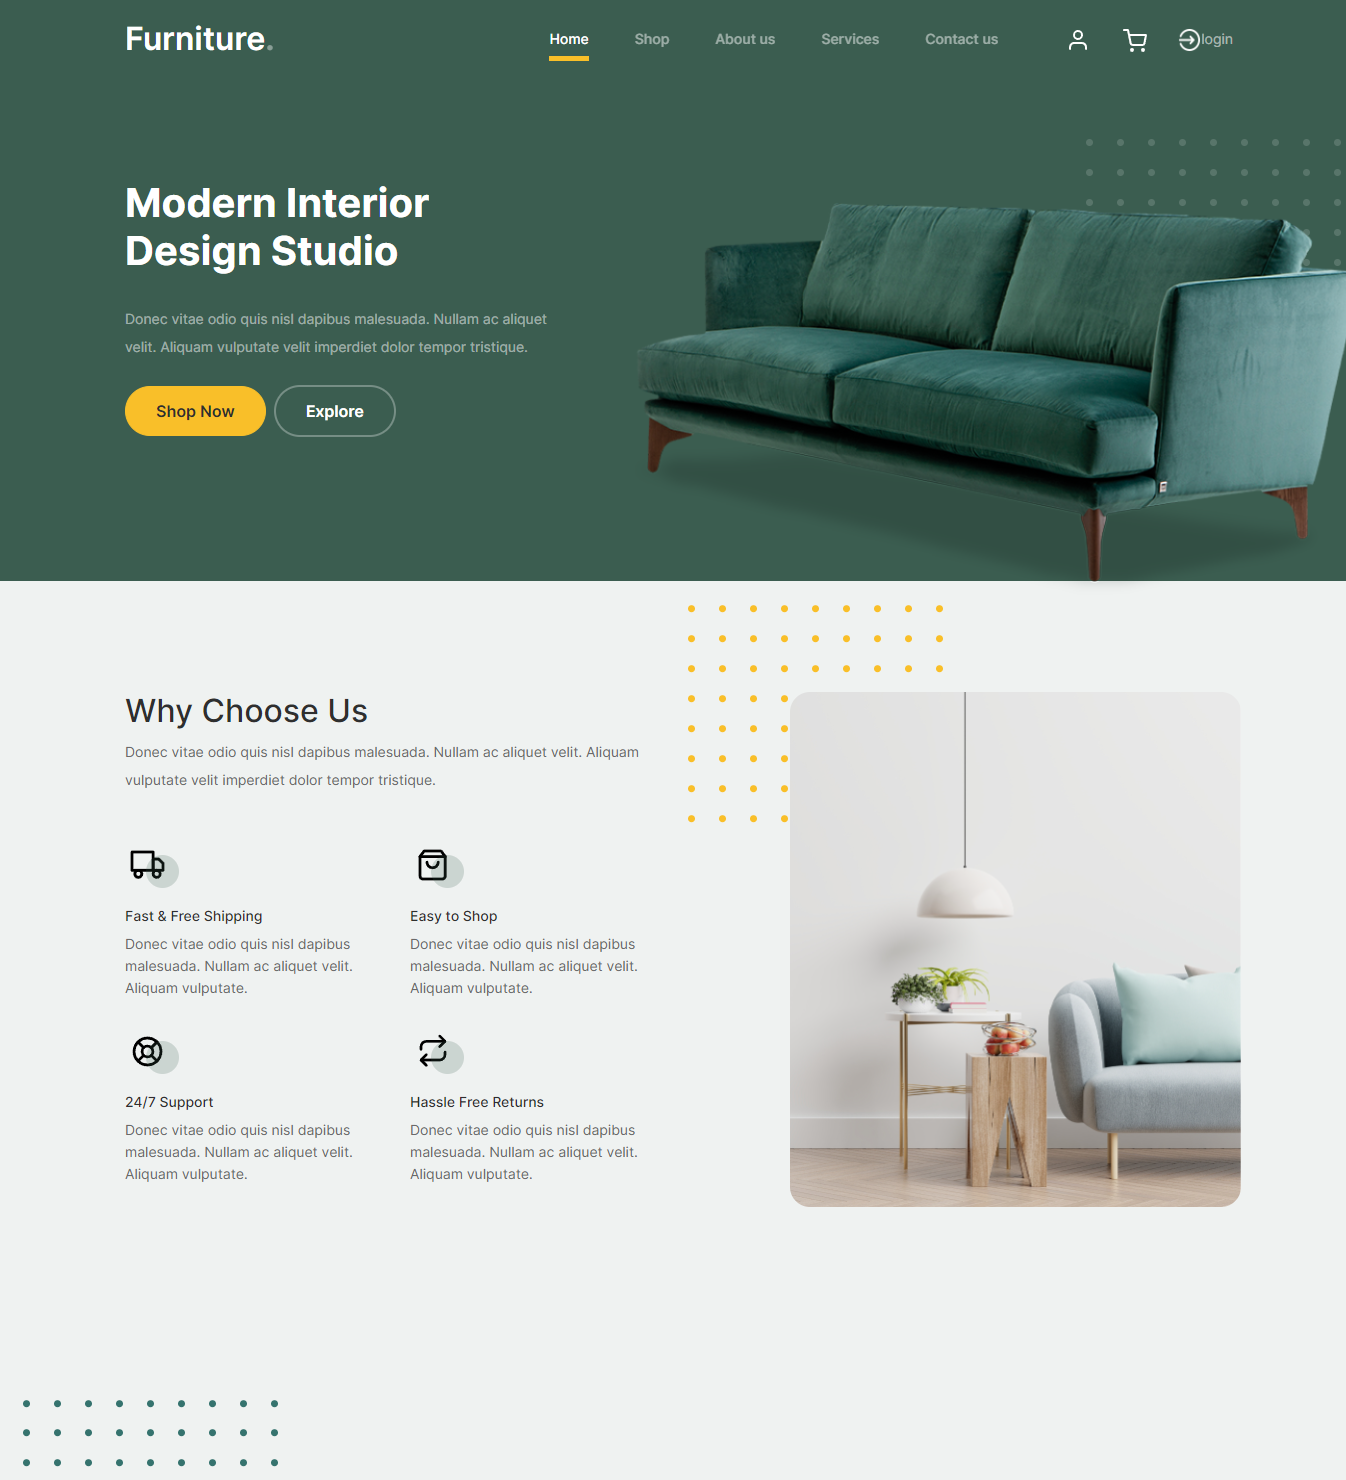 Furniture.
Home Shop About us Services Contact us login
Modern Interior
Design Studio
Donec vitae odio quis nisl dapibus malesuada. Nullam ac aliquet
velit. Aliquam vulputate velit imperdiet dolor tempor tristique.
Shop Now Explore
Why Choose Us
Donec vitae odio quis nisl dapibus malesuada. Nullam ac aliquet velit. Aliquam
vulputate velit imperdiet dolor tempor tristique.
Fast & Free Shipping
Donec vitae odio quis nisl dapibus
malesuada. Nullam ac aliquet velit.
Aliquam vulputate.
Easy to Shop
Donec vitae odio quis nisl dapibus
malesuada. Nullam ac aliquet velit.
Aliquam vulputate.
24/7 Support
Donec vitae odio quis nisl dapibus
malesuada. Nullam ac aliquet velit.
Aliquam vulputate.
Hassle Free Returns
Donec vitae odio quis nisl dapibus
malesuada. Nullam ac aliquet velit.
Aliquam vulputate.